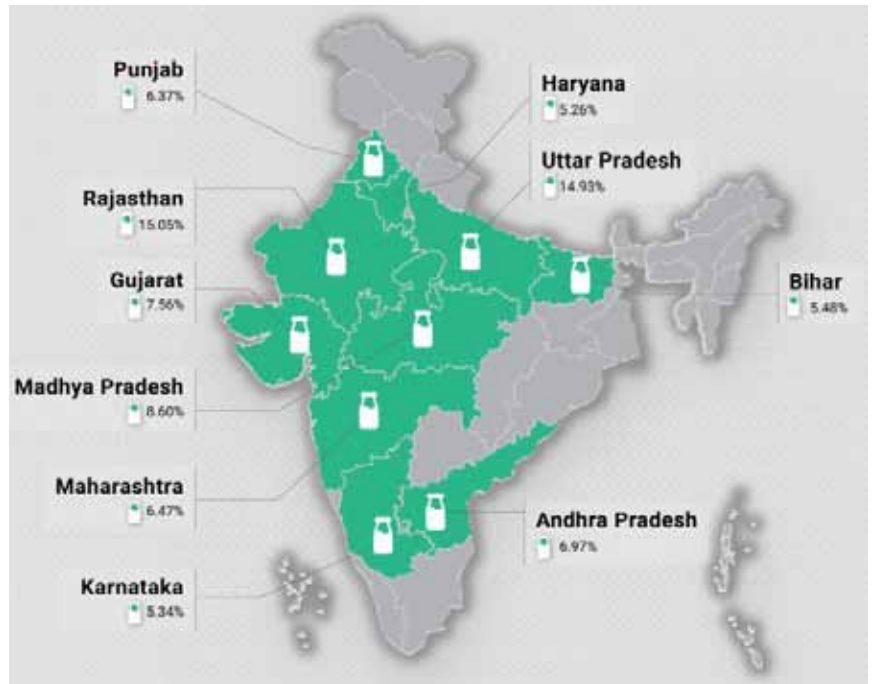 Punjab
6.37%
Haryana
5.26%
Uttar Pradesh
14.93%
Rajasthan
15.05%
Gujarat
7.56%
Bihar
5.48%
Madhya Pradesh
8.60%
Maharashtra
6.47%
Andhra Pradesh
6.97%
Karnataka
5.34%